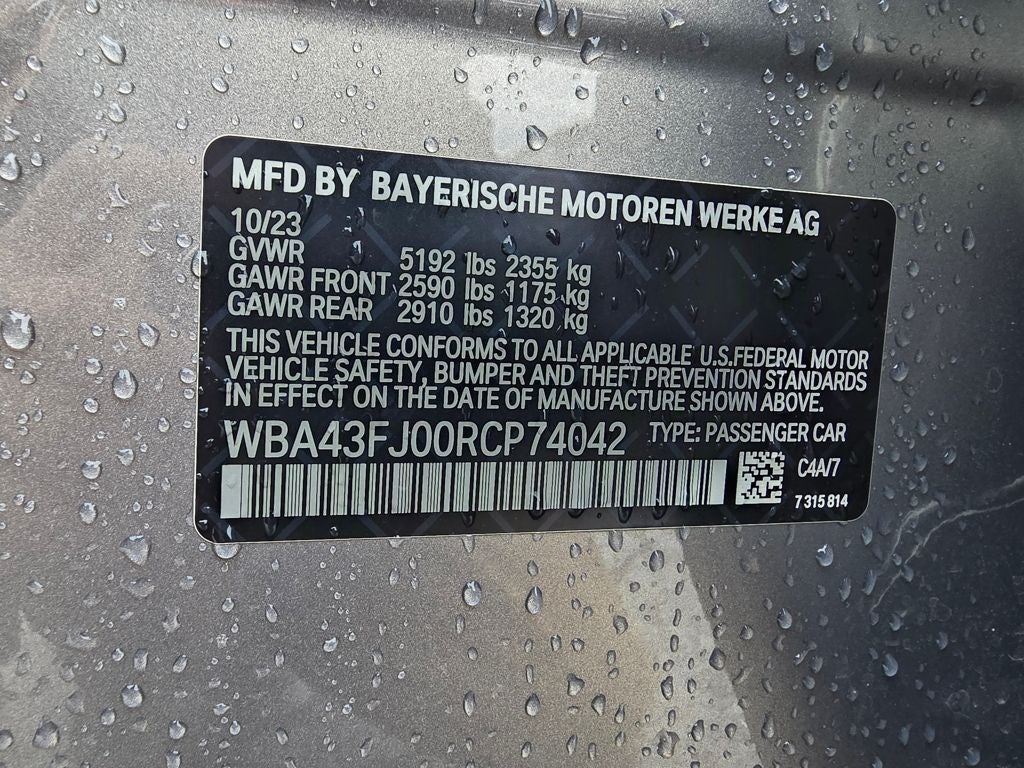 MFD BY BAYERISCHE MOTOREN WERKE AG
10/23
GVWR 5192 lbs 2355 kg
GAWR FRONT 2590 lbs 1175 kg
GAWR REAR 2910 lbs 1320 kg
THIS VEHICLE CONFORMS TO ALL APPLICABLE U.S.FEDERAL MOTOR
VEHICLE SAFETY, BUMPER AND THEFT PREVENTION STANDARDS
IN EFFECT ON THE DATE OF MANUFACTURE SHOWN ABOVE.
WBA43FJ00RCP74042 TYPE: PASSENGER CAR
C4A/7
7 315 814